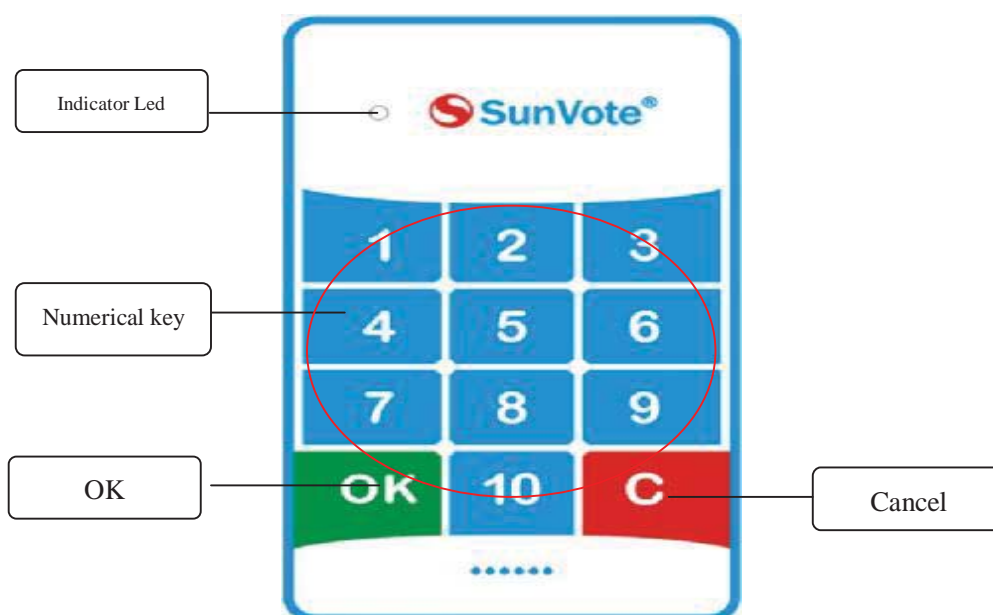 Indicator Led
SunVote®
1 2 3
Numerical key
4 5 6
7 8 9
OK
OK 10 C
Cancel